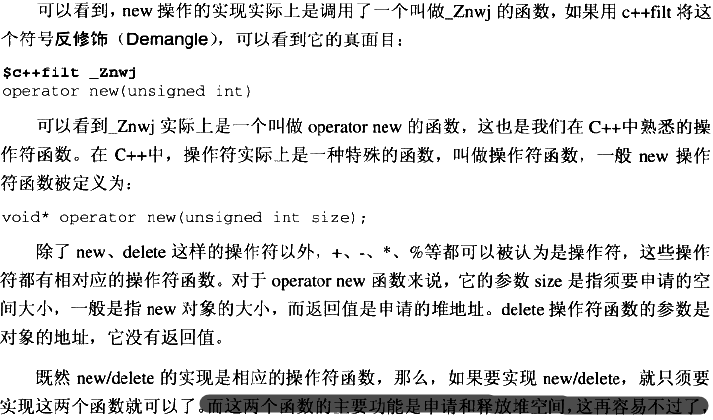 可以看到，new 操作的实现实际上是调用了一个叫做_Znwj 的函数，如果用 c++filt 将这
个符号反修饰（Demangle），可以看到它的真面目：
$c++filt _Znwj
operator new(unsigned int)
可以看到_Znwj 实际上是一个叫做 operator new 的函数，这也是我们在 C++中熟悉的操
作符函数。在 C++中，操作符实际上是一种特殊的函数，叫做操作符函数，一般 new 操作
符函数被定义为：
void* operator new(unsigned int size);
除了 new、delete 这样的操作符以外，+、-、*、%等都可以被认为是操作符，这些操作
符都有相对应的操作符函数。对于 operator new 函数来说，它的参数 size 是指须要申请的空
间大小，一般是指 new 对象的大小，而返回值是申请的堆地址。delete 操作符函数的参数是
对象的地址，它没有返回值。
既然 new/delete 的实现是相应的操作符函数，那么，如果要实现 new/delete，就只须要
实现这两个函数就可以了。而这两个函数的主要功能是申请和释放堆空间，这再容易不过了，